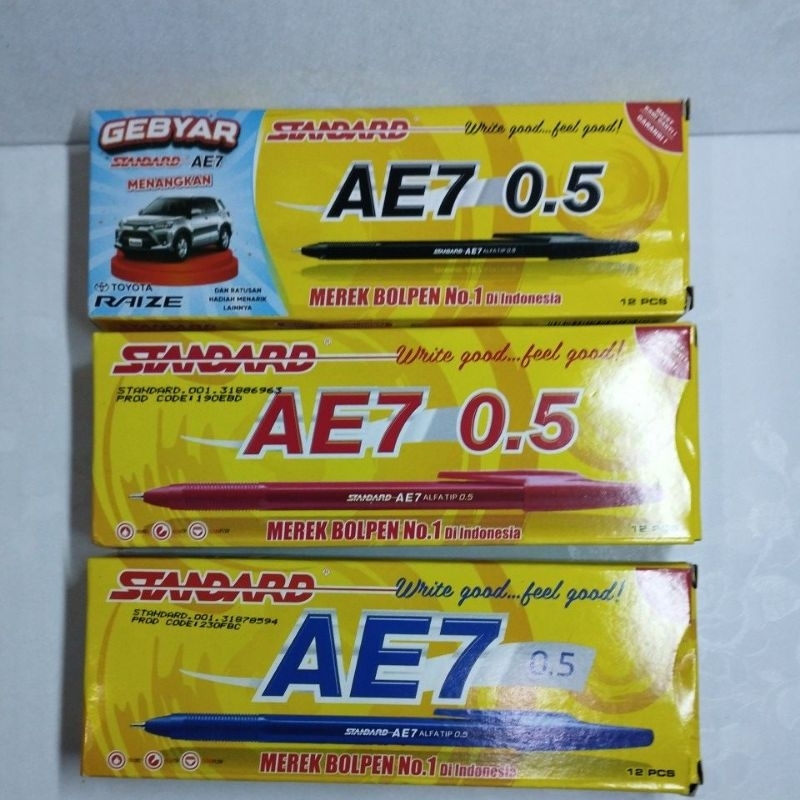 GEBYAR
STANDARD AE7
MENANGKAN
TOYOTA
RAIZE
DAN RATUSAN
HADIAH MENARIK
LAINNYA
STANDARD
Write good...feel good!
GARANSI!
AE7 0.5
STANDARD AE7 ALFATIP 0.5
MEREK BOLPEN No.1 Di Indonesia
12 PCS
STANDARD
Write good...feel good!
STANDARD.001.31886963
PROD CODE:190EBD
AE7 0.5
STANDARD AE7 ALFATIP 0.5
MEREK BOLPEN No.1 Di Indonesia
12 PCS
STANDARD
Write good...feel good!
STANDARD.001.31878594
PROD CODE:230FBC
AE7 0.5
STANDARD AE7 ALFATIP 0.5
MEREK BOLPEN No.1 Di Indonesia
12 PCS